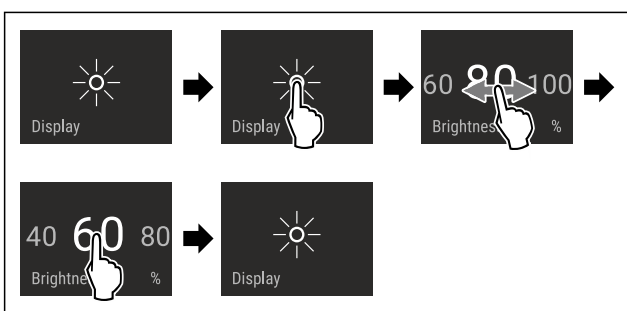 Display
Display
60 80 100
Brightnes %
40 60 80
Brightne %
Display